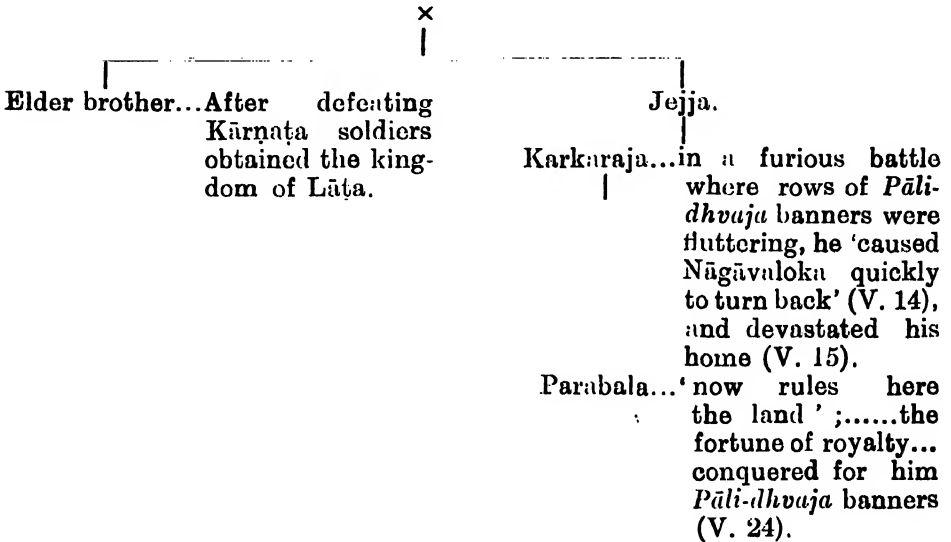 ×
Elder brother...After defeating
Kārṇaṭa soldiers
obtained the king-
dom of Lāṭa.
Jejja.
Karkaraja...in a furious battle
where rows of Pāli-
dhvaja banners were
fluttering, he 'caused
Nāgāvaloka quickly
to turn back' (V. 14),
and devastated his
home (V. 15).
Parabala...'now rules here
the land' ;......the
fortune of royalty...
conquered for him
Pāli-dhvaja banners
(V. 24).